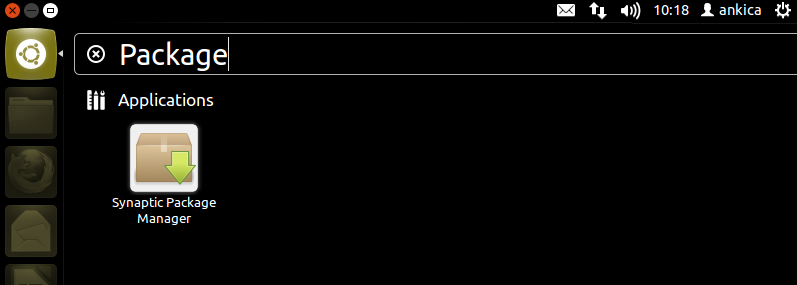 10:18 ankica
Package
Applications
Synaptic Package
Manager